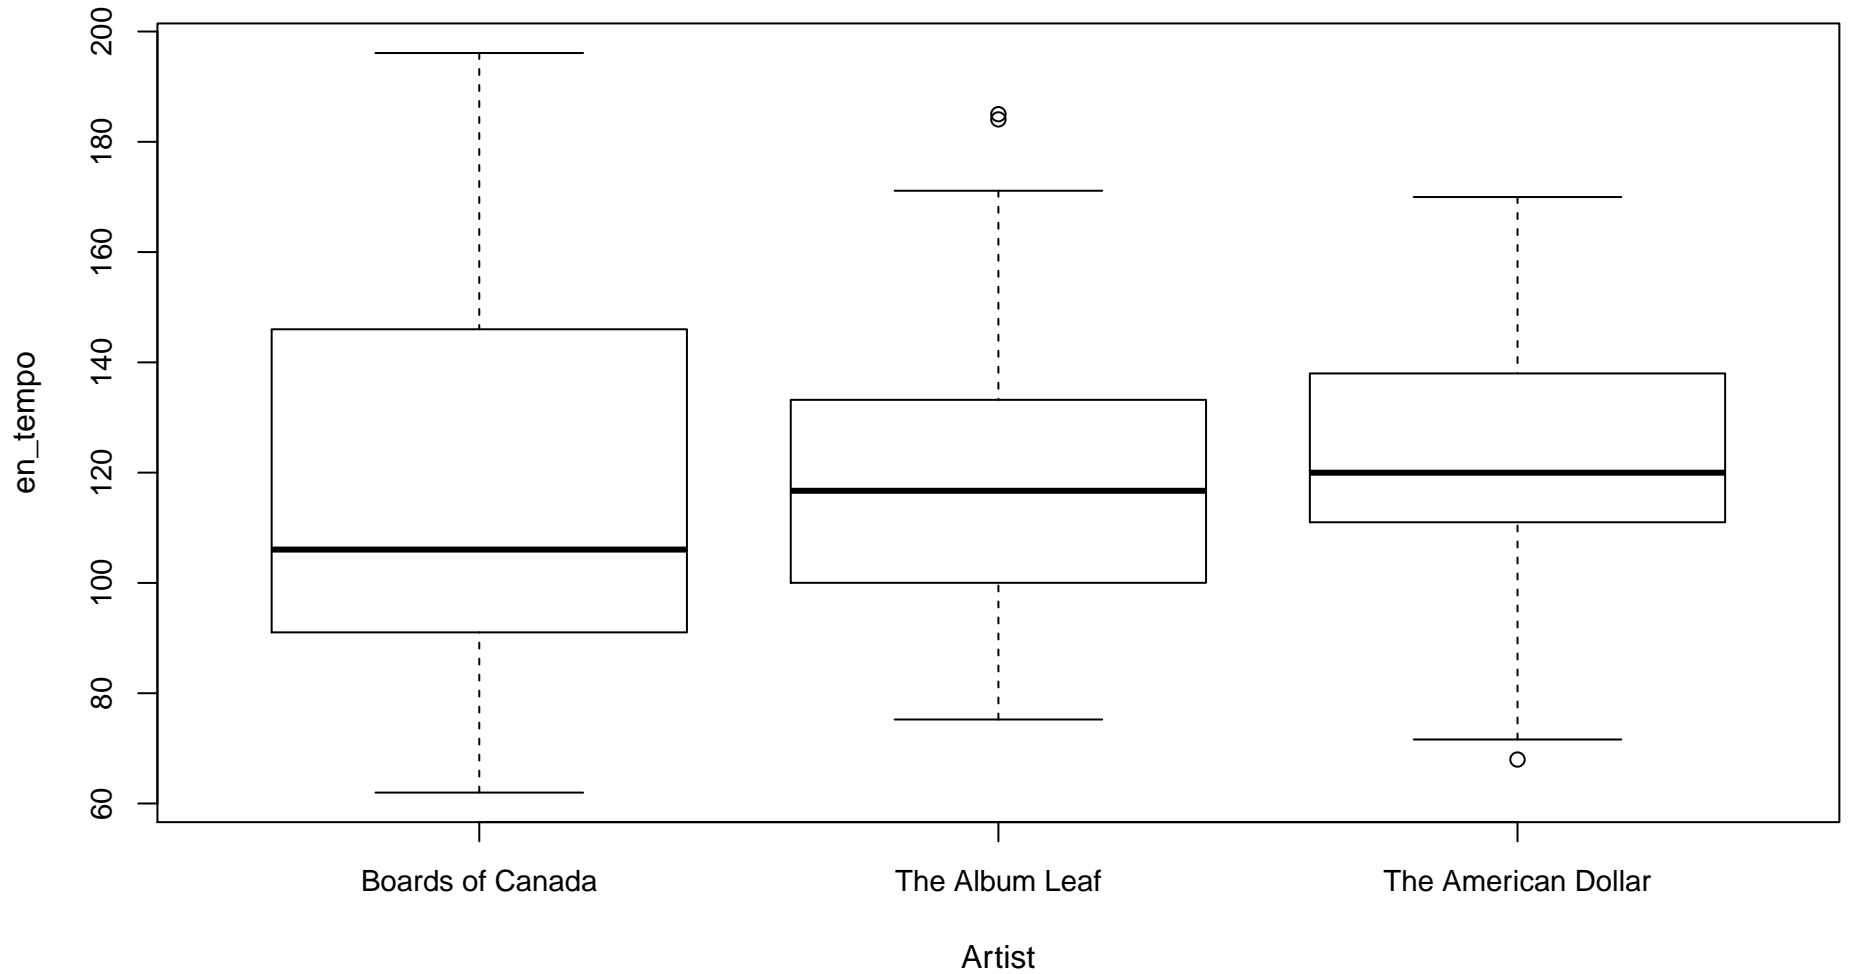 200
180
160
140
120
100
80
60
en_tempo
Boards of Canada
The Album Leaf
The American Dollar
Artist